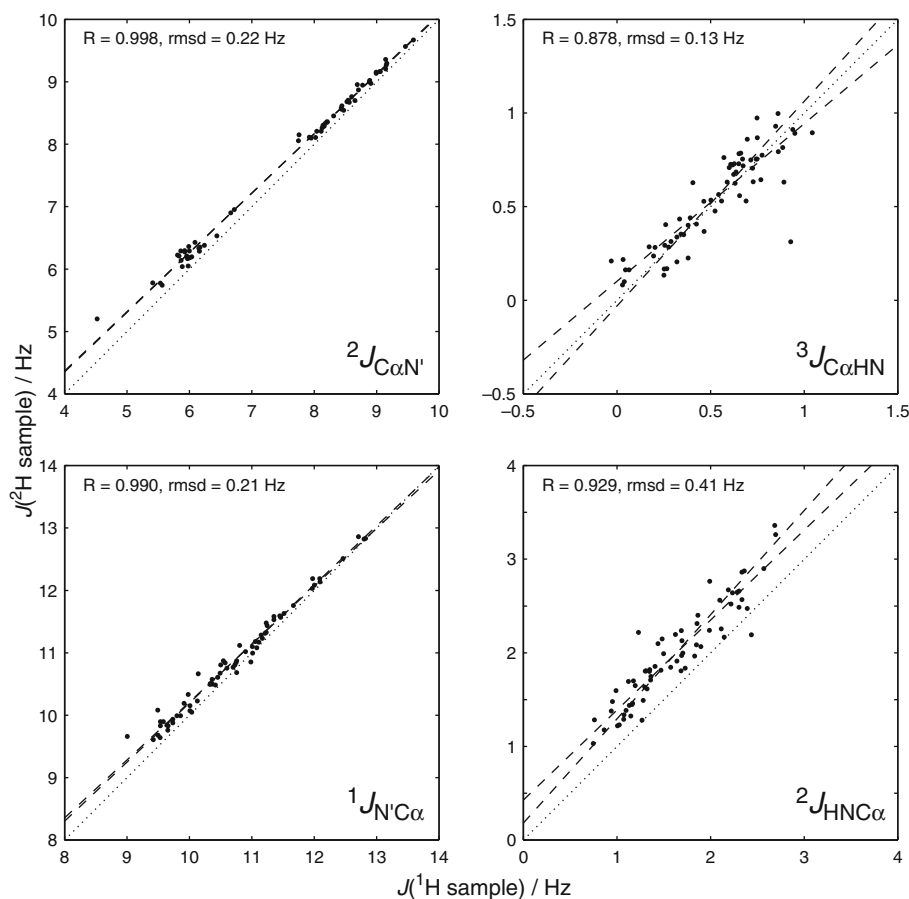 R = 0.998, rmsd = 0.22 Hz
10
9
8
7
6
5
4
4 5 6 7 8 9 10
²J_CαN'
R = 0.878, rmsd = 0.13 Hz
1.5
1
0.5
0
−0.5
−0.5 0 0.5 1 1.5
³J_CαHN
J(²H sample) / Hz
R = 0.990, rmsd = 0.21 Hz
14
13
12
11
10
9
8
8 9 10 11 12 13 14
¹J_N'Cα
R = 0.929, rmsd = 0.41 Hz
4
3
2
1
0
0 1 2 3 4
²J_HNCα
J(¹H sample) / Hz